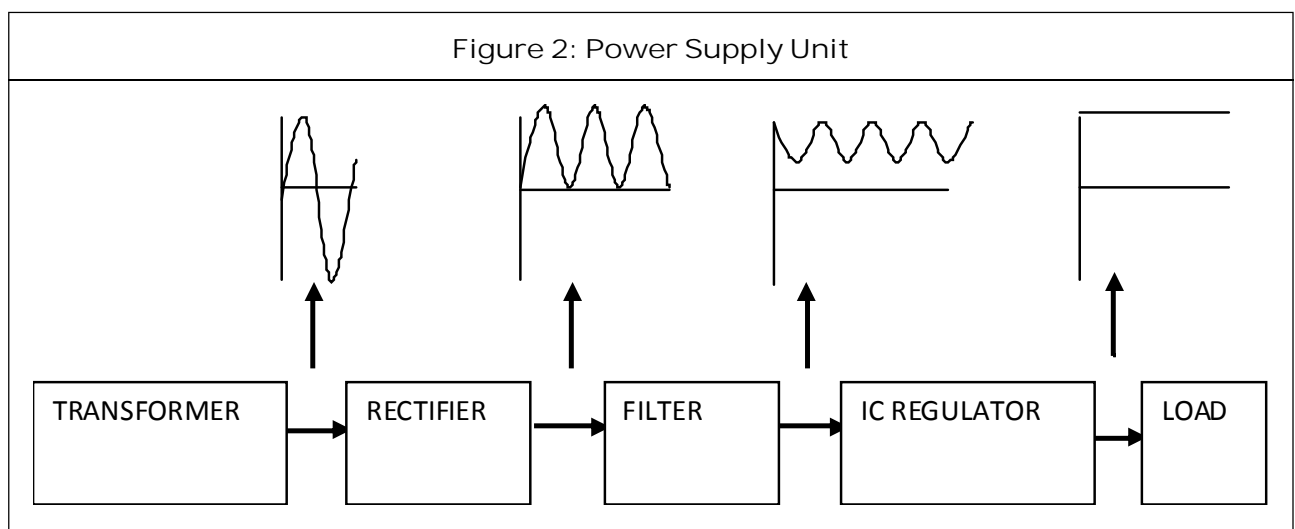 Figure 2: Power Supply Unit
TRANSFORMER
RECTIFIER
FILTER
IC REGULATOR
LOAD